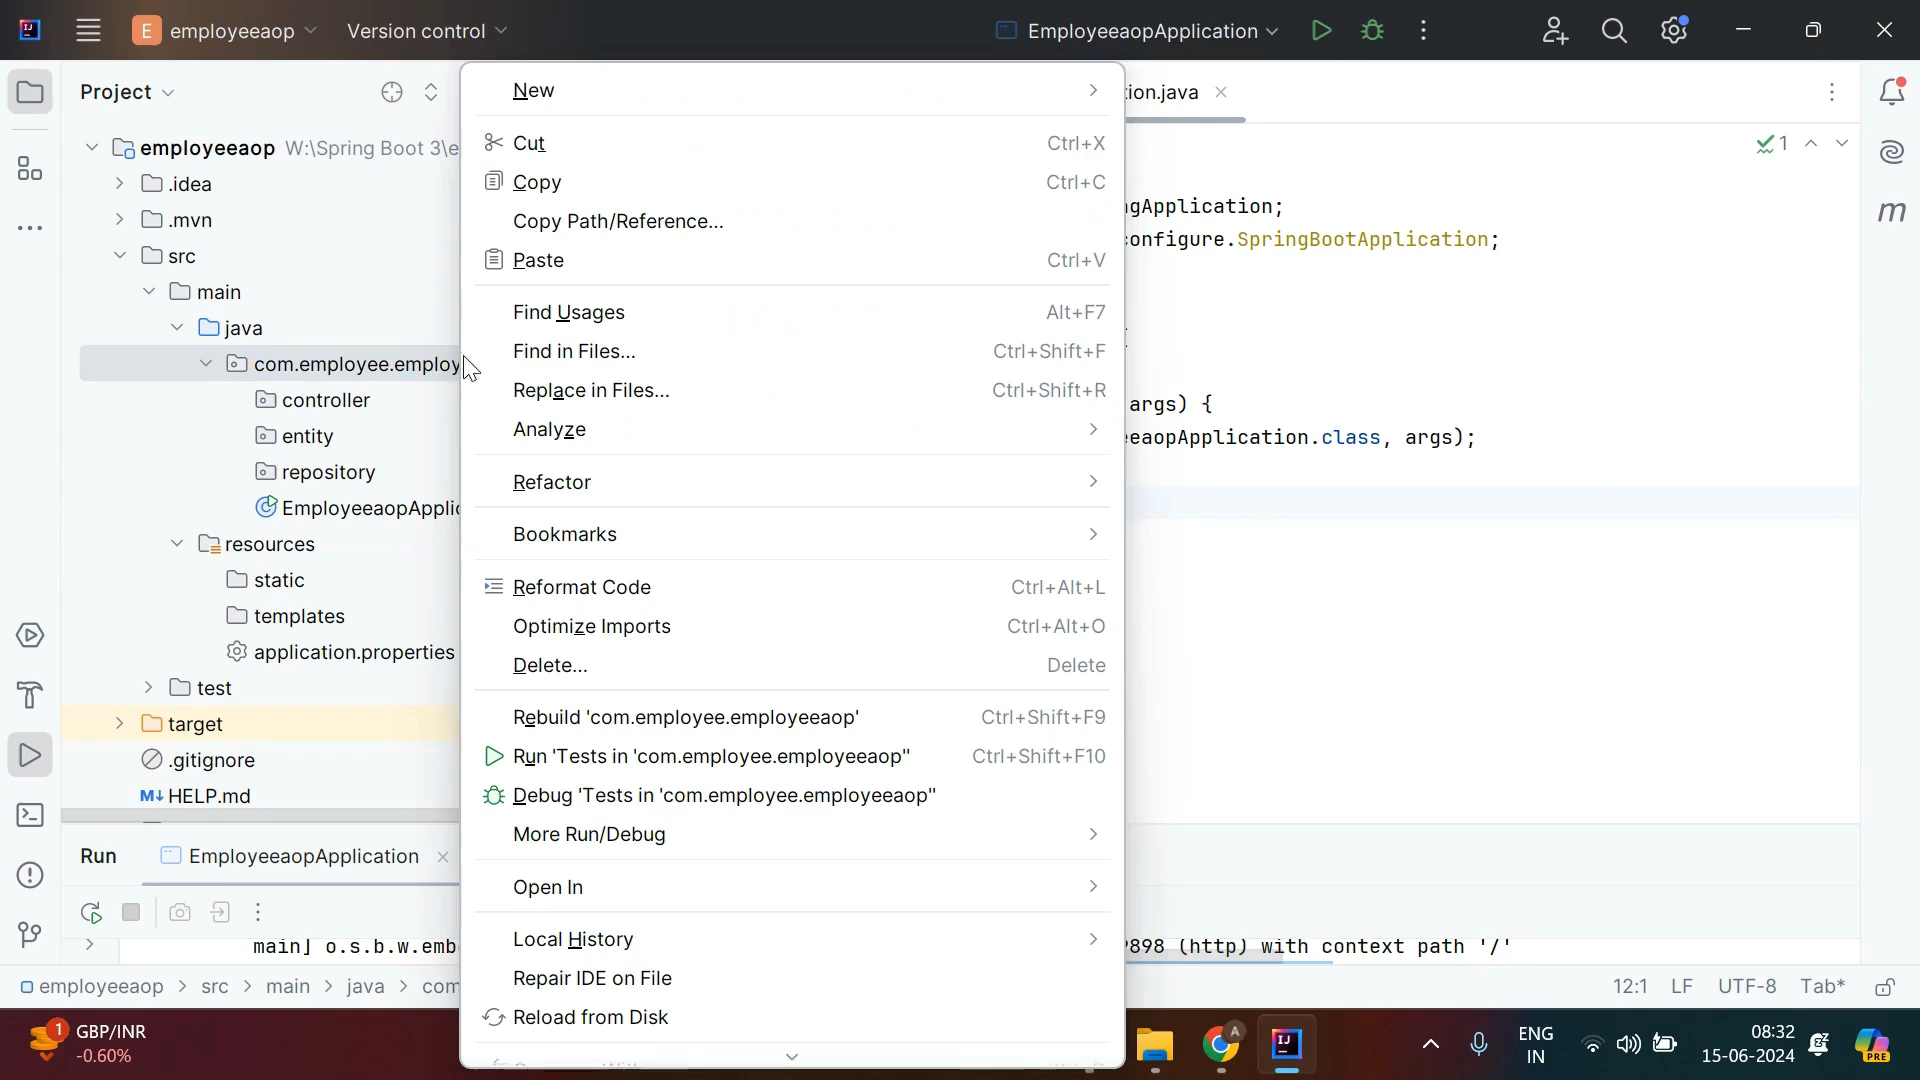 E employeeaop
Version control
EmployeeaopApplication
Project
employeeaop W:\Spring Boot 3\e
.idea
.mvn
src
main
java
com.employee.employ
controller
entity
repository
EmployeeaopApplic
resources
static
templates
application.properties
test
target
.gitignore
M↓ HELP.md
New
Cut Ctrl+X
Copy Ctrl+C
Copy Path/Reference...
Paste Ctrl+V
Find Usages Alt+F7
Find in Files... Ctrl+Shift+F
Replace in Files... Ctrl+Shift+R
Analyze
Refactor
Bookmarks
Reformat Code Ctrl+Alt+L
Optimize Imports Ctrl+Alt+O
Delete... Delete
Rebuild 'com.employee.employeeaop' Ctrl+Shift+F9
Run 'Tests in 'com.employee.employeeaop'' Ctrl+Shift+F10
Debug 'Tests in 'com.employee.employeeaop''
More Run/Debug
Open In
Local History
Repair IDE on File
Reload from Disk
ion.java
1
gApplication;
configure.SpringBootApplication;
{
args) {
eaopApplication.class, args);
m
Run EmployeeaopApplication
main] o.s.b.w.emb
898 (http) with context path '/'
employeeaop > src > main > java > com
12:1 LF UTF-8 Tab*
1 GBP/INR
-0.60%
A
IJ
ENG
IN
08:32
15-06-2024
PRE